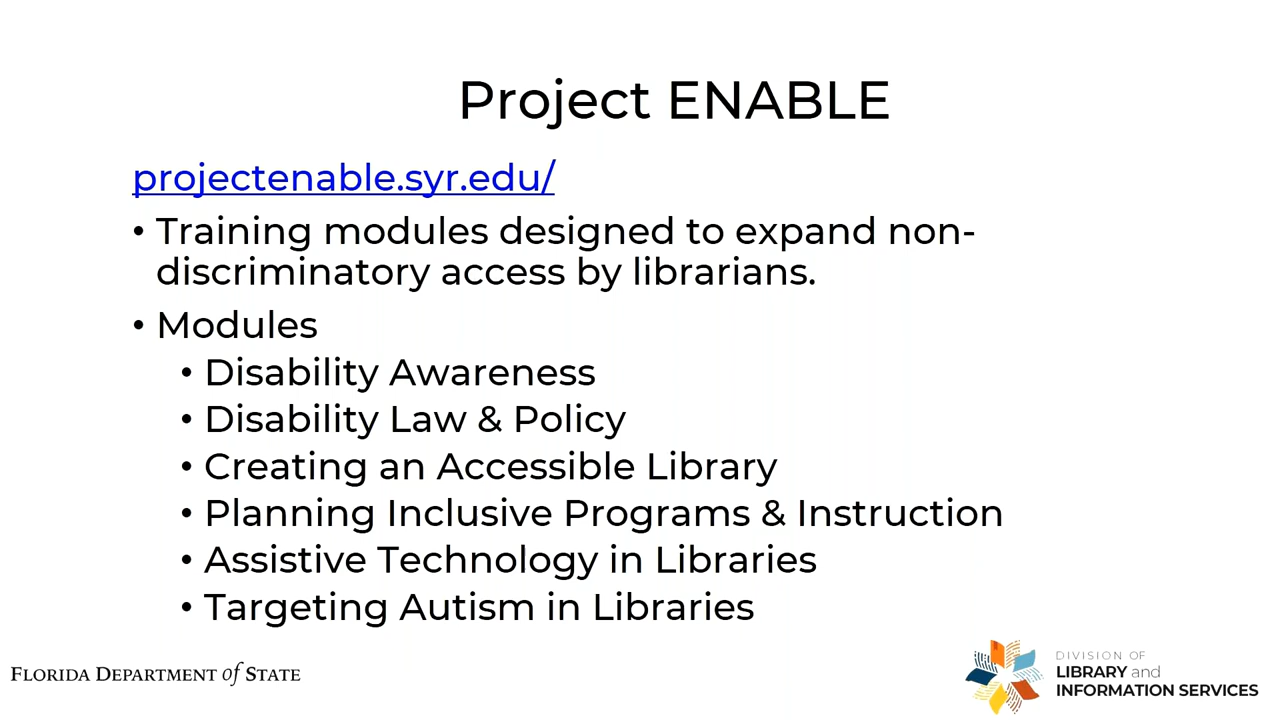 Project ENABLE
projectenable.syr.edu/
• Training modules designed to expand non-
discriminatory access by librarians.
• Modules
• Disability Awareness
• Disability Law & Policy
• Creating an Accessible Library
• Planning Inclusive Programs & Instruction
• Assistive Technology in Libraries
• Targeting Autism in Libraries
FLORIDA DEPARTMENT of STATE
DIVISION OF
LIBRARY and
INFORMATION SERVICES